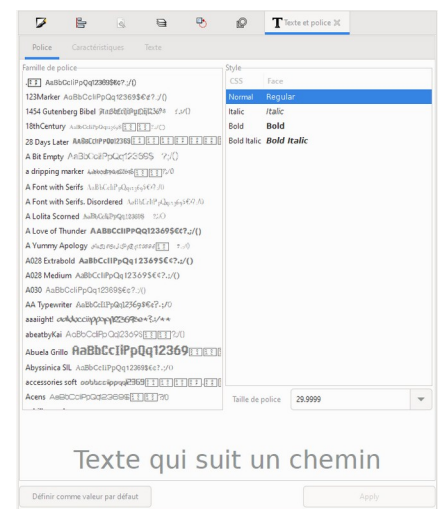 Texte et police
Police Caractéristiques Texte
Famille de police
Style
CSS Face
Normal Regular
Italic Italic
Bold Bold
Bold Italic Bold Italic
AaBbCcIiPpQq12369$€¢?.;/()
123Marker AaBbCcIiPpQq12369$€¢?.;/()
1454 Gutenberg Bibel
18thCentury
28 Days Later
A Bit Empty
a dripping marker
A Font with Serifs AaBbCcIiPpQq12369$€¢?.;/()
A Font with Serifs. Disordered
A Lolita Scorned
A Love of Thunder AaBbCcIiPpQq12369$€¢?.;/()
A Yummy Apology
A028 Extrabold AaBbCcIiPpQq12369$€¢?.;/()
A028 Medium AaBbCcIiPpQq12369$€¢?.;/()
A030 AaBbCcIiPpQq12369$€¢?.;/()
AA Typewriter AaBbCcIiPpQq12369$€¢?.;/()
aaaiight!
abeatbyKai
Abuela Grillo AaBbCcIiPpQq12369
Abyssinica SIL AaBbCcIiPpQq12369$€¢?.;/()
accessories soft
Acens
Taille de police 29.9999
Texte qui suit un chemin
Définir comme valeur par défaut
Apply